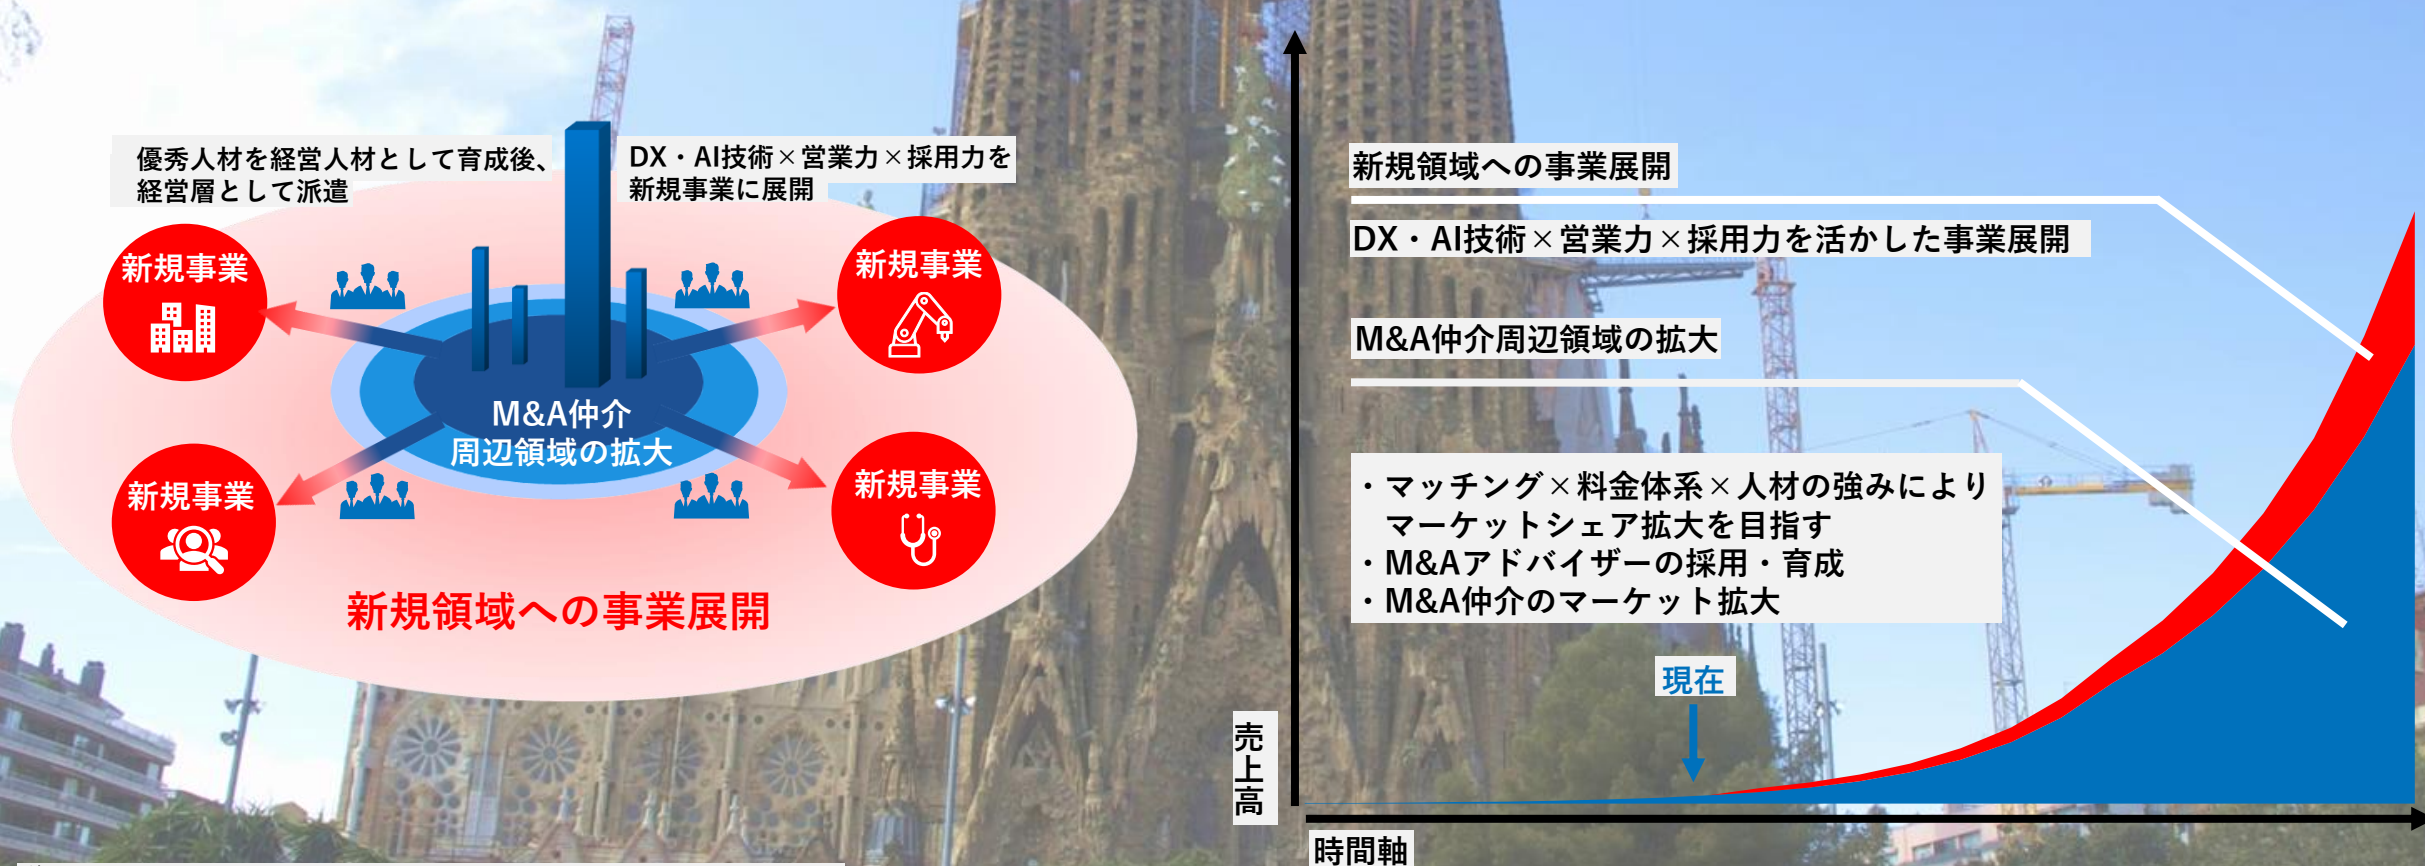 優秀人材を経営人材として育成後、
経営層として派遣
DX・AI技術×営業力×採用力を
新規事業に展開
新規事業
新規事業
M&A仲介
周辺領域の拡大
新規事業
新規事業
新規領域への事業展開
新規領域への事業展開
DX・AI技術×営業力×採用力を活かした事業展開
M&A仲介周辺領域の拡大
・マッチング×料金体系×人材の強みにより
マーケットシェア拡大を目指す
・M&Aアドバイザーの採用・育成
・M&A仲介のマーケット拡大
現在
売上高
時間軸